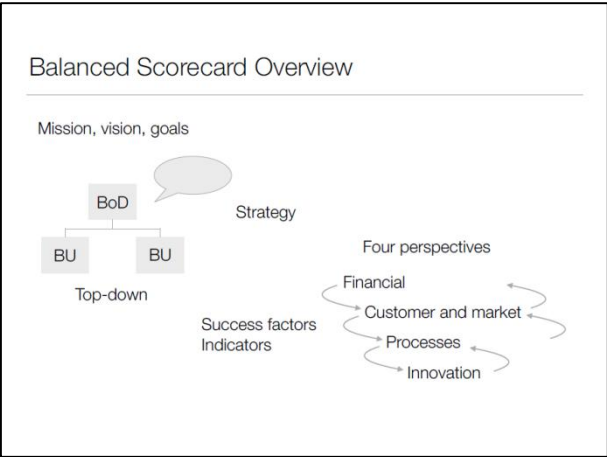 Balanced Scorecard Overview
Mission, vision, goals
BoD
Strategy
BU
BU
Top-down
Four perspectives
Financial
Customer and market
Success factors
Indicators
Processes
Innovation